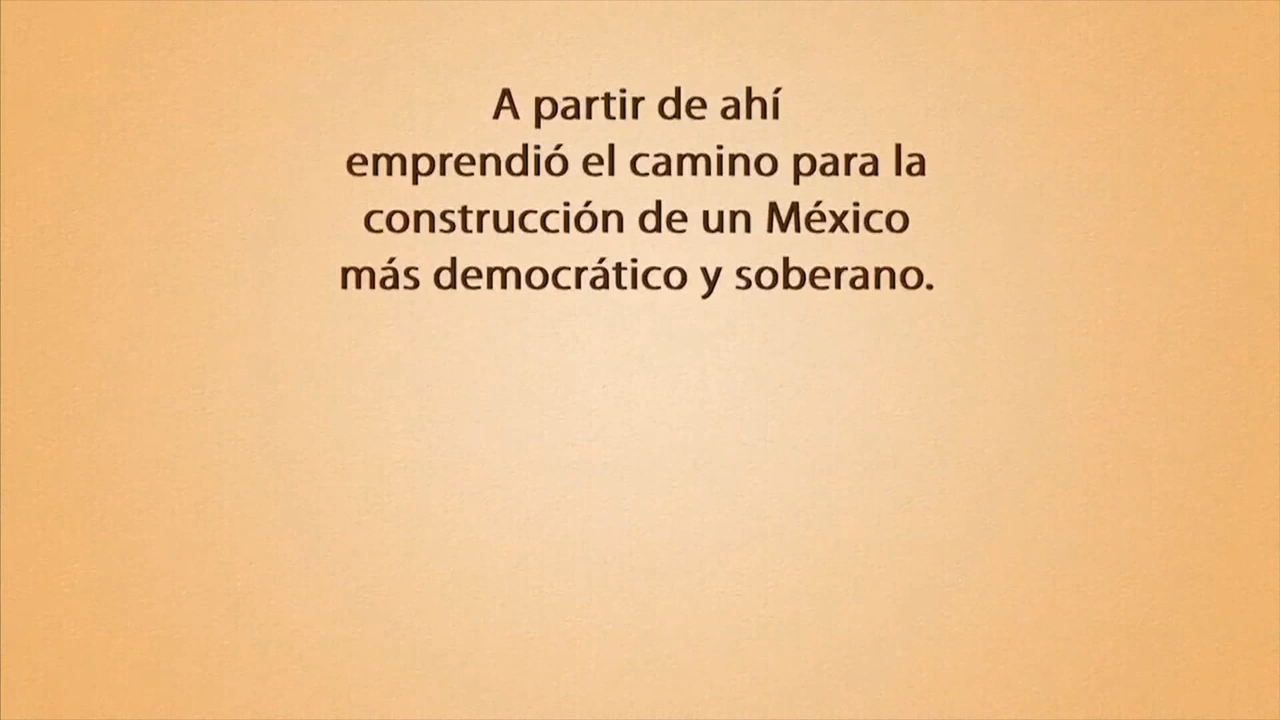 A partir de ahí
emprendió el camino para la
construcción de un México
más democrático y soberano.